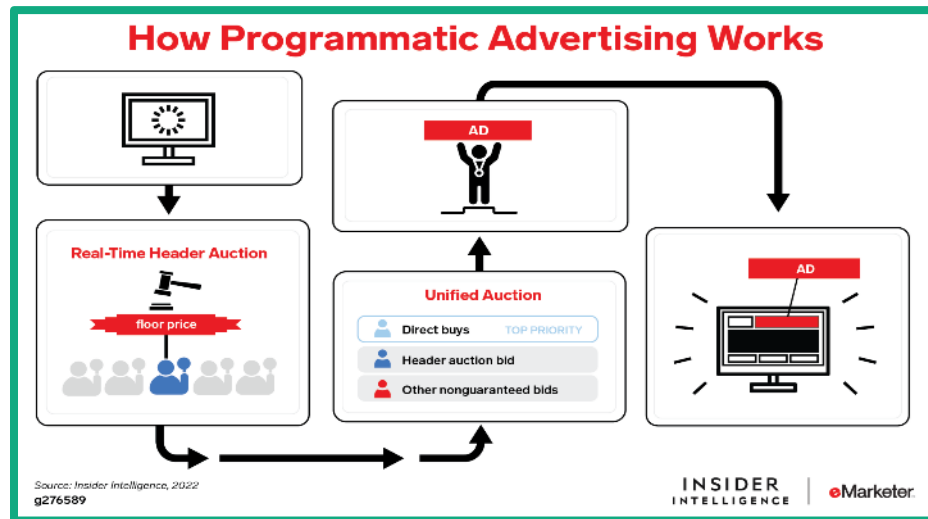 How Programmatic Advertising Works
Real-Time Header Auction
floor price
Unified Auction
Direct buys TOP PRIORITY
Header auction bid
Other nonguaranteed bids
AD
AD
Source: Insider Intelligence, 2022
g276589
INSIDER
INTELLIGENCE
eMarketer